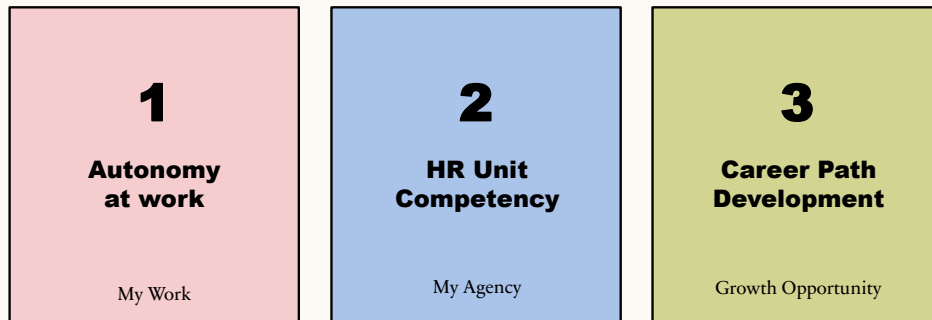 1
Autonomy
at work
My Work
2
HR Unit
Competency
My Agency
3
Career Path
Development
Growth Opportunity